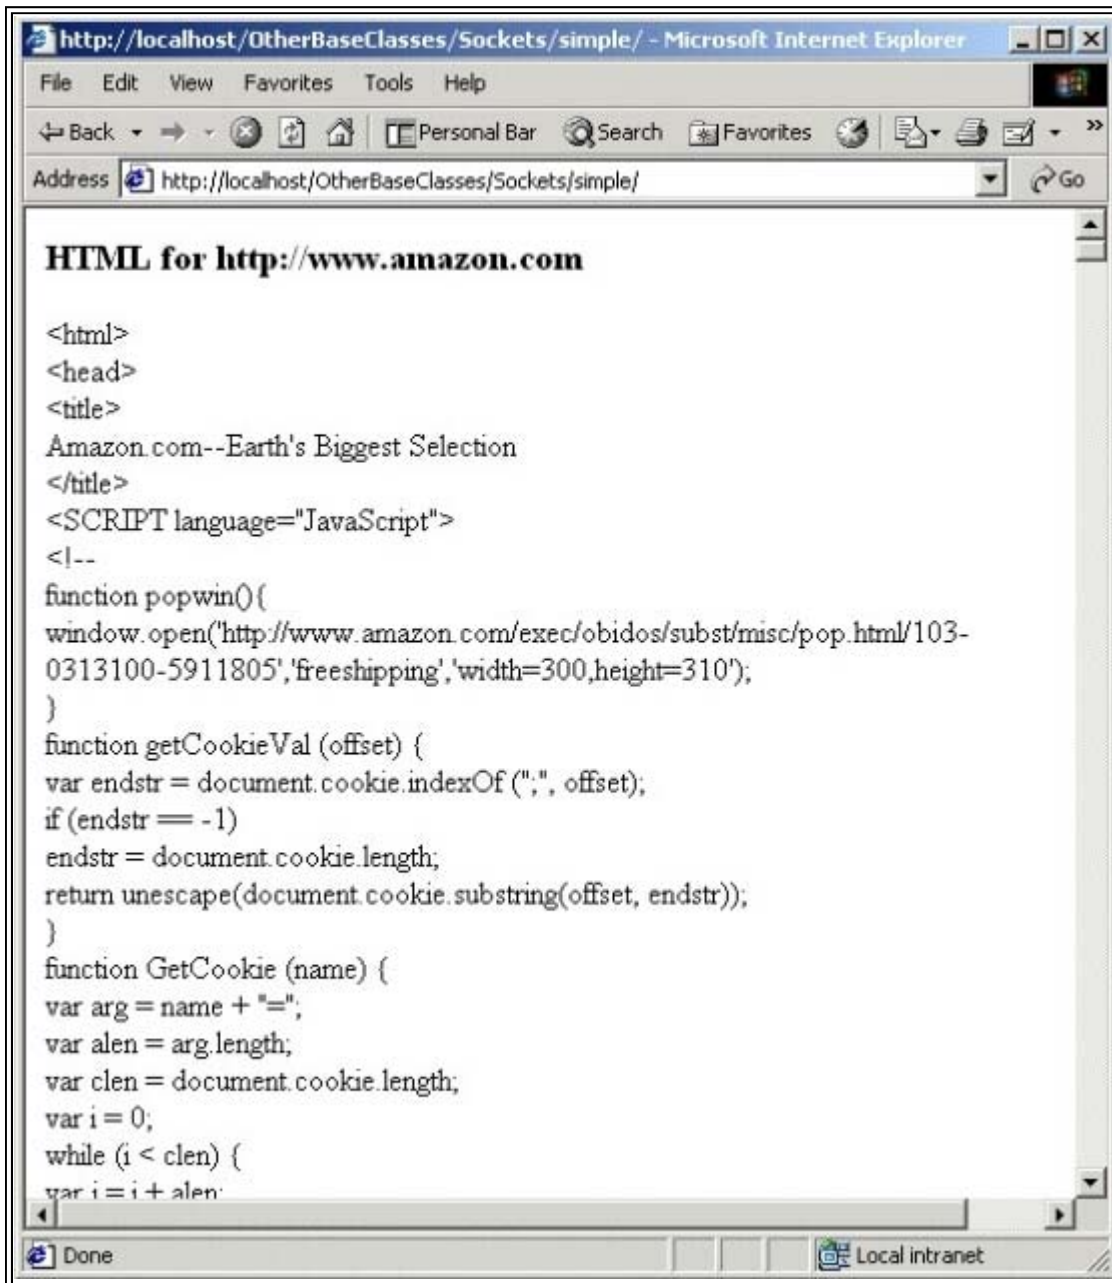 http://localhost/OtherBaseClasses/Sockets/simple/ - Microsoft Internet Explorer
File Edit View Favorites Tools Help
Back Personal Bar Search Favorites »
Address http://localhost/OtherBaseClasses/Sockets/simple/ Go
HTML for http://www.amazon.com
<html>
<head>
<title>
Amazon.com--Earth's Biggest Selection
</title>
<SCRIPT language="JavaScript">
<!--
function popwin(){
window.open('http://www.amazon.com/exec/obidos/subst/misc/pop.html/103-
0313100-5911805','freeshipping','width=300,height=310');
}
function getCookieVal (offset) {
var endstr = document.cookie.indexOf (";", offset);
if (endstr == -1)
endstr = document.cookie.length;
return unescape(document.cookie.substring(offset, endstr));
}
function GetCookie (name) {
var arg = name + "=";
var alen = arg.length;
var clen = document.cookie.length;
var i = 0;
while (i < clen) {
var j = i + alen;
Done Local intranet